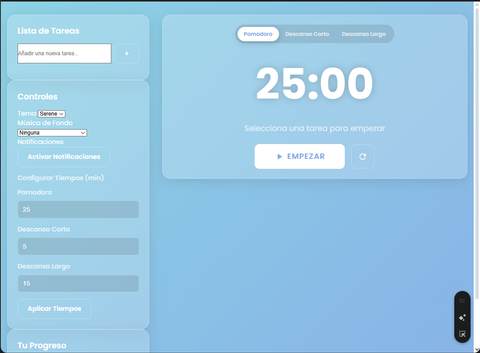 Lista de Tareas
Añadir una nueva tarea...
+
Controles
Tema Serene
Música de Fondo
Ninguna
Notificaciones
Activar Notificaciones
Configurar Tiempos (min)
Pomodoro
25
Descanso Corto
5
Descanso Largo
15
Aplicar Tiempos
Tu Progreso
Pomodoro Descanso Corto Descanso Largo
25:00
Selecciona una tarea para empezar
EMPEZAR